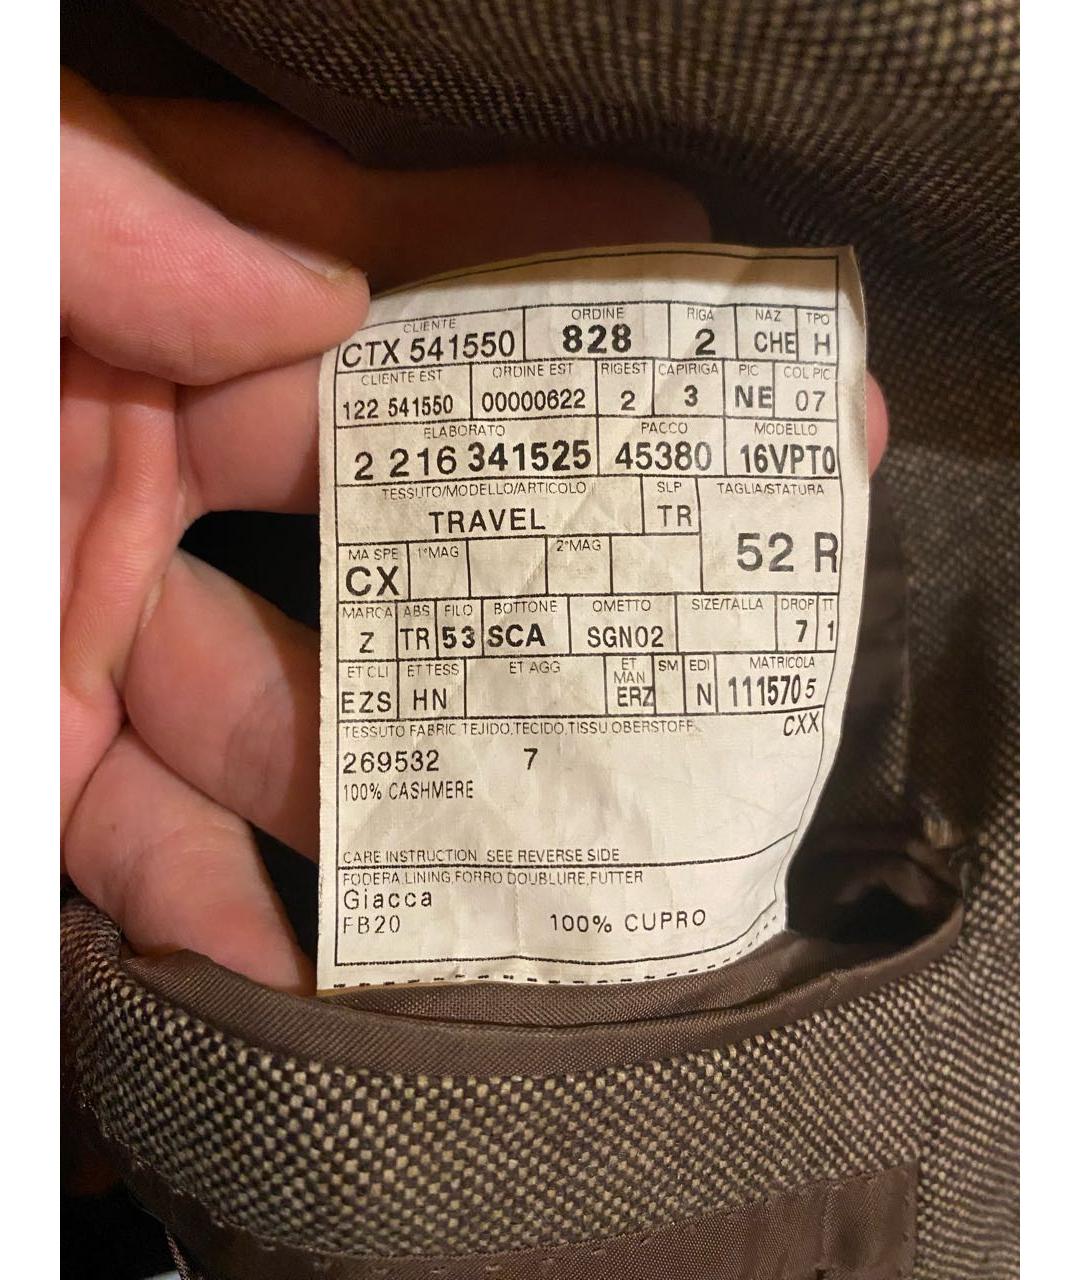 CLIENTE ORDINE RIGA NAZ TPO
CTX 541550 828 2 CHE H
CLIENTE EST ORDINE EST RIGEST CAPIRIGA PIC COL PIC
122 541550 00000622 2 3 NE 07
ELABORATO PACCO MODELLO
2 216 341525 45380 16VPT0
TESSUTO/MODELLO/ARTICOLO SLP TAGLIA/STATURA
TRAVEL TR 52 R
MA SPE 1°MAG 2°MAG
CX
MARCA ABS FILO BOTTONE OMETTO SIZE/TALLA DROP TT
Z TR 53 SCA SGN02 7 1
ET CLI ET TESS ET AGG ET MAN SM EDI MATRICOLA
EZS HN ERZ N 1115705
TESSUTO FABRIC TEJIDO,TECIDO,TISSU OBERSTOFF CXX
269532 7
100% CASHMERE
CARE INSTRUCTION SEE REVERSE SIDE
FODERA LINING,FORRO DOUBLURE,FUTTER
Giacca
FB20 100% CUPRO